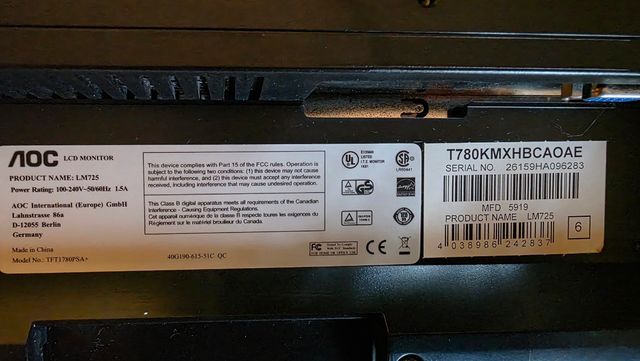 AOC LCD MONITOR
PRODUCT NAME: LM725
Power Rating: 100-240V~50/60Hz 1.5A
AOC International (Europe) GmbH
Lahnstrasse 86a
D-12055 Berlin
Germany
Made in China
Model No.: TFT1780PSA+
This device complies with Part 15 of the FCC rules. Operation is
subject to the following two conditions: (1) this device may not cause
harmful interference, and (2) this device must accept any interference
received, including interference that may cause undesired operation.
This Class B digital apparatus meets all requirements of the Canadian
Interference - Causing Equipment Regulations.
Cet appareil numérique de la classe B respecte toutes les exigences du
Règlement sur le matériel brouilleur du Canada.
40G190-615-51C QC
UL
LISTED
FC
CE
T780KMXHBCAOAE
SERIAL NO. 26159HA096283
MFD 5919
PRODUCT NAME LM725
4 038986 242837
6